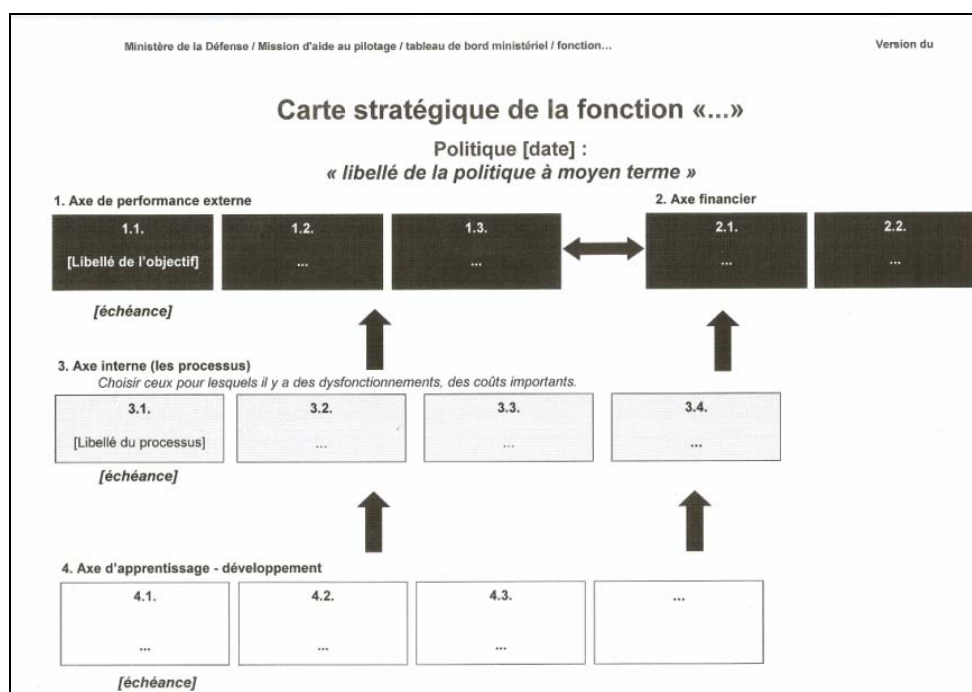 Ministère de la Défense / Mission d'aide au pilotage / tableau de bord ministériel / fonction… Version du
Carte stratégique de la fonction «...»
Politique [date] :
« libellé de la politique à moyen terme »
1. Axe de performance externe 2. Axe financier
1.1. 1.2. 1.3. 2.1. 2.2.
[Libellé de l'objectif] ... ... ... ...
[échéance]
3. Axe interne (les processus)
Choisir ceux pour lesquels il y a des dysfonctionnements, des coûts importants.
3.1. 3.2. 3.3. 3.4.
[Libellé du processus] ... ... ...
[échéance]
4. Axe d'apprentissage - développement
4.1. 4.2. 4.3. ...
... ... ...
[échéance]